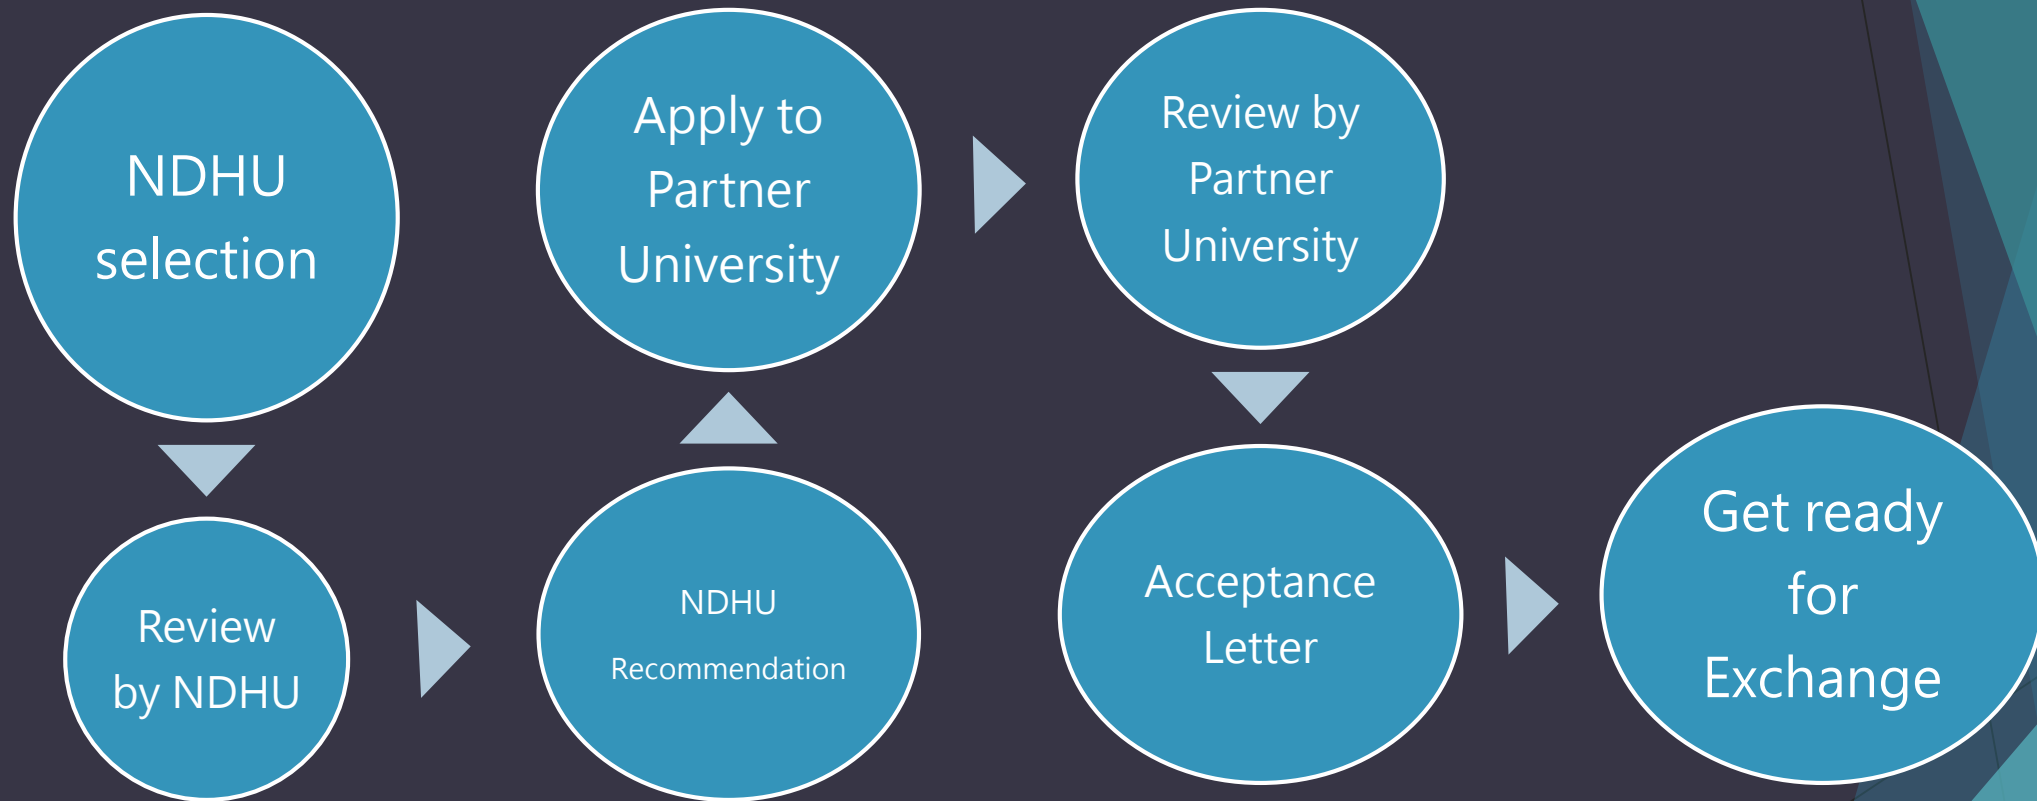 NDHU
selection
Review
by NDHU
NDHU
Recommendation
Apply to
Partner
University
Review by
Partner
University
Acceptance
Letter
Get ready
for
Exchange